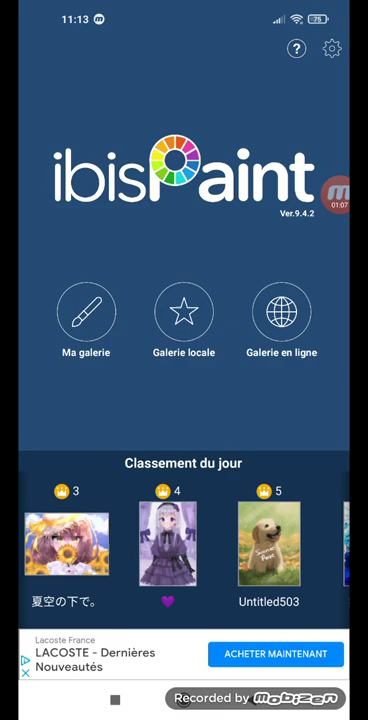 11:13
75
?
ibisPaint
Ver.9.4.2
01:07
Ma galerie
Galerie locale
Galerie en ligne
Classement du jour
3
4
5
夏空の下で。
Untitled503
Lacoste France
LACOSTE - Dernières
Nouveautés
ACHETER MAINTENANT
Recorded by mobizen